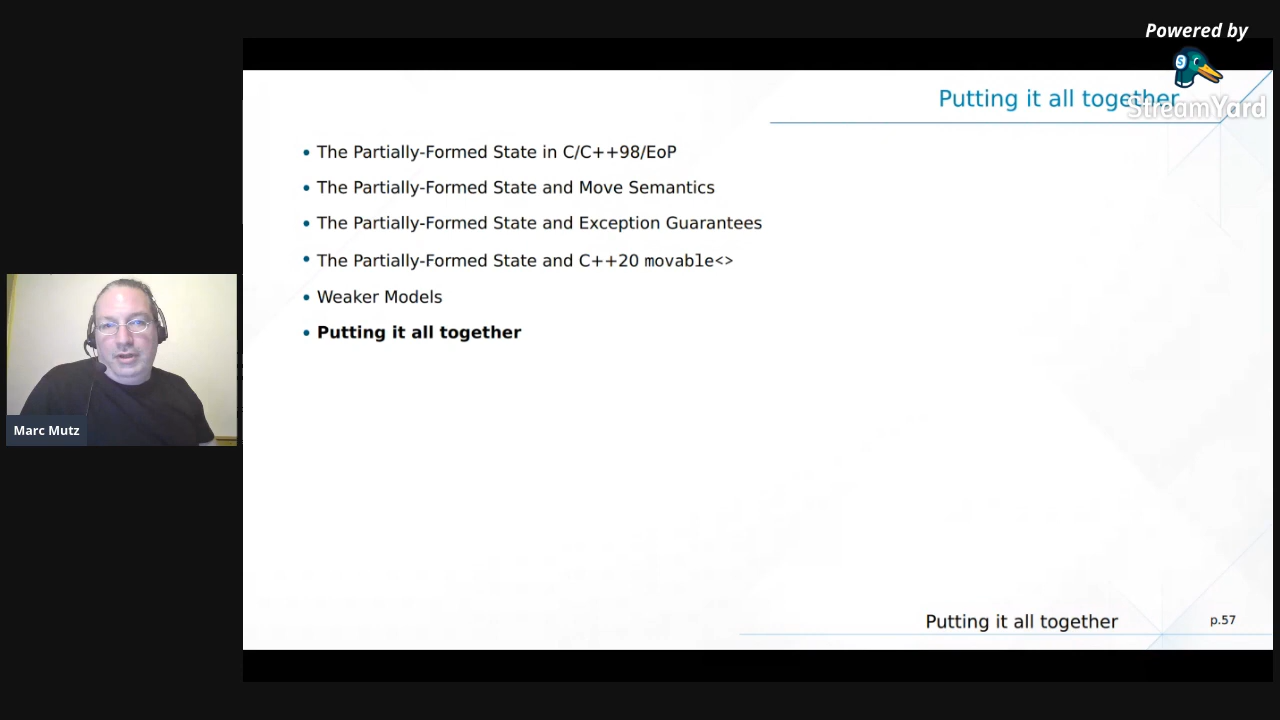 Powered by
StreamYard
Putting it all together
• The Partially-Formed State in C/C++98/EoP
• The Partially-Formed State and Move Semantics
• The Partially-Formed State and Exception Guarantees
• The Partially-Formed State and C++20 movable<>
• Weaker Models
• Putting it all together
Marc Mutz
Putting it all together p.57